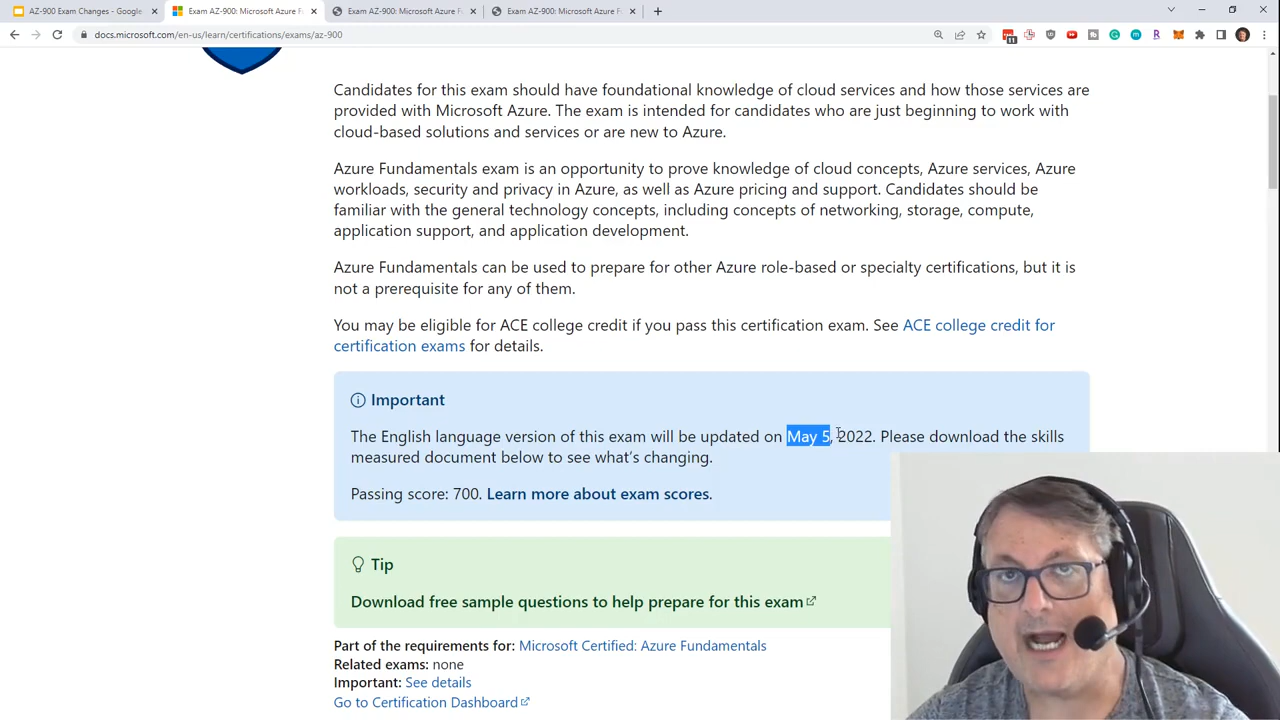 AZ-900 Exam Changes - Google
Exam AZ-900: Microsoft Azure Fu
Exam AZ-900: Microsoft Azure F
Exam AZ-900: Microsoft Azure F
docs.microsoft.com/en-us/learn/certifications/exams/az-900
11
Candidates for this exam should have foundational knowledge of cloud services and how those services are
provided with Microsoft Azure. The exam is intended for candidates who are just beginning to work with
cloud-based solutions and services or are new to Azure.
Azure Fundamentals exam is an opportunity to prove knowledge of cloud concepts, Azure services, Azure
workloads, security and privacy in Azure, as well as Azure pricing and support. Candidates should be
familiar with the general technology concepts, including concepts of networking, storage, compute,
application support, and application development.
Azure Fundamentals can be used to prepare for other Azure role-based or specialty certifications, but it is
not a prerequisite for any of them.
You may be eligible for ACE college credit if you pass this certification exam. See ACE college credit for
certification exams for details.
Important
The English language version of this exam will be updated on May 5, 2022. Please download the skills
measured document below to see what's changing.
Passing score: 700. Learn more about exam scores.
Tip
Download free sample questions to help prepare for this exam
Part of the requirements for: Microsoft Certified: Azure Fundamentals
Related exams: none
Important: See details
Go to Certification Dashboard